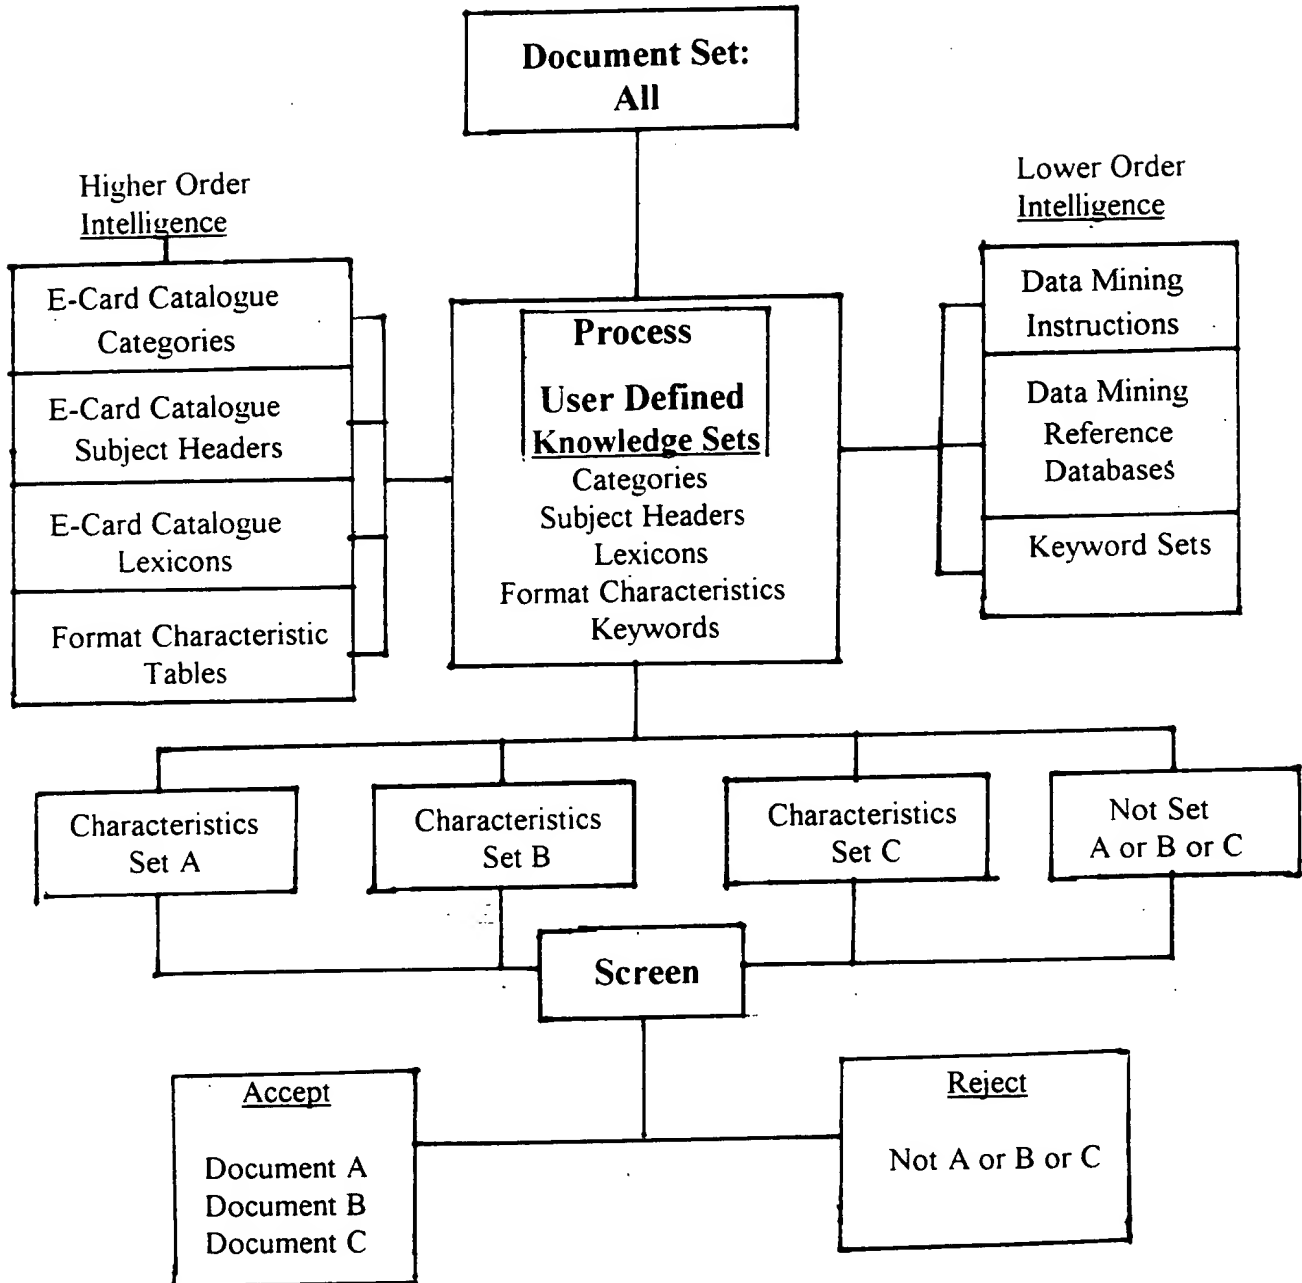 Document Set:
All
Higher Order
Intelligence
E-Card Catalogue
Categories
E-Card Catalogue
Subject Headers
E-Card Catalogue
Lexicons
Format Characteristic
Tables
Process
User Defined
Knowledge Sets
Categories
Subject Headers
Lexicons
Format Characteristics
Keywords
Lower Order
Intelligence
Data Mining
Instructions
Data Mining
Reference
Databases
Keyword Sets
Characteristics
Set A
Characteristics
Set B
Characteristics
Set C
Not Set
A or B or C
Screen
Accept
Document A
Document B
Document C
Reject
Not A or B or C